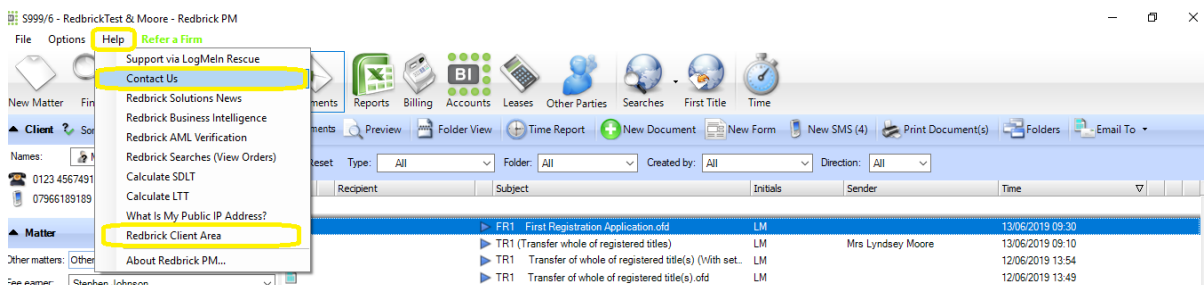 S999/6 - RedbrickTest & Moore - Redbrick PM
File Options Help Refer a Firm
Support via LogMeIn Rescue
Contact Us
Redbrick Solutions News
Redbrick Business Intelligence
Redbrick AML Verification
Redbrick Searches (View Orders)
Calculate SDLT
Calculate LTT
What Is My Public IP Address?
Redbrick Client Area
About Redbrick PM...
New Matter Reports Billing Accounts Leases Other Parties Searches First Title Time
BI
Client Preview Folder View Time Report New Document New Form New SMS (4) Print Document(s) Folders Email To
Names: Type: All Folder: All Created by: All Direction: All
0123 4567491
07966189189
Recipient Subject Initials Sender Time
Matter
FR1 First Registration Application.ofd LM 13/06/2019 09:30
TR1 (Transfer whole of registered titles) LM Mrs Lyndsey Moore 13/06/2019 09:10
Other matters: Other TR1 Transfer of whole of registered title(s) (With set.. LM 12/06/2019 13:54
Fee earner: Stephen Johnson TR1 Transfer of whole of registered title(s).ofd LM 12/06/2019 13:49